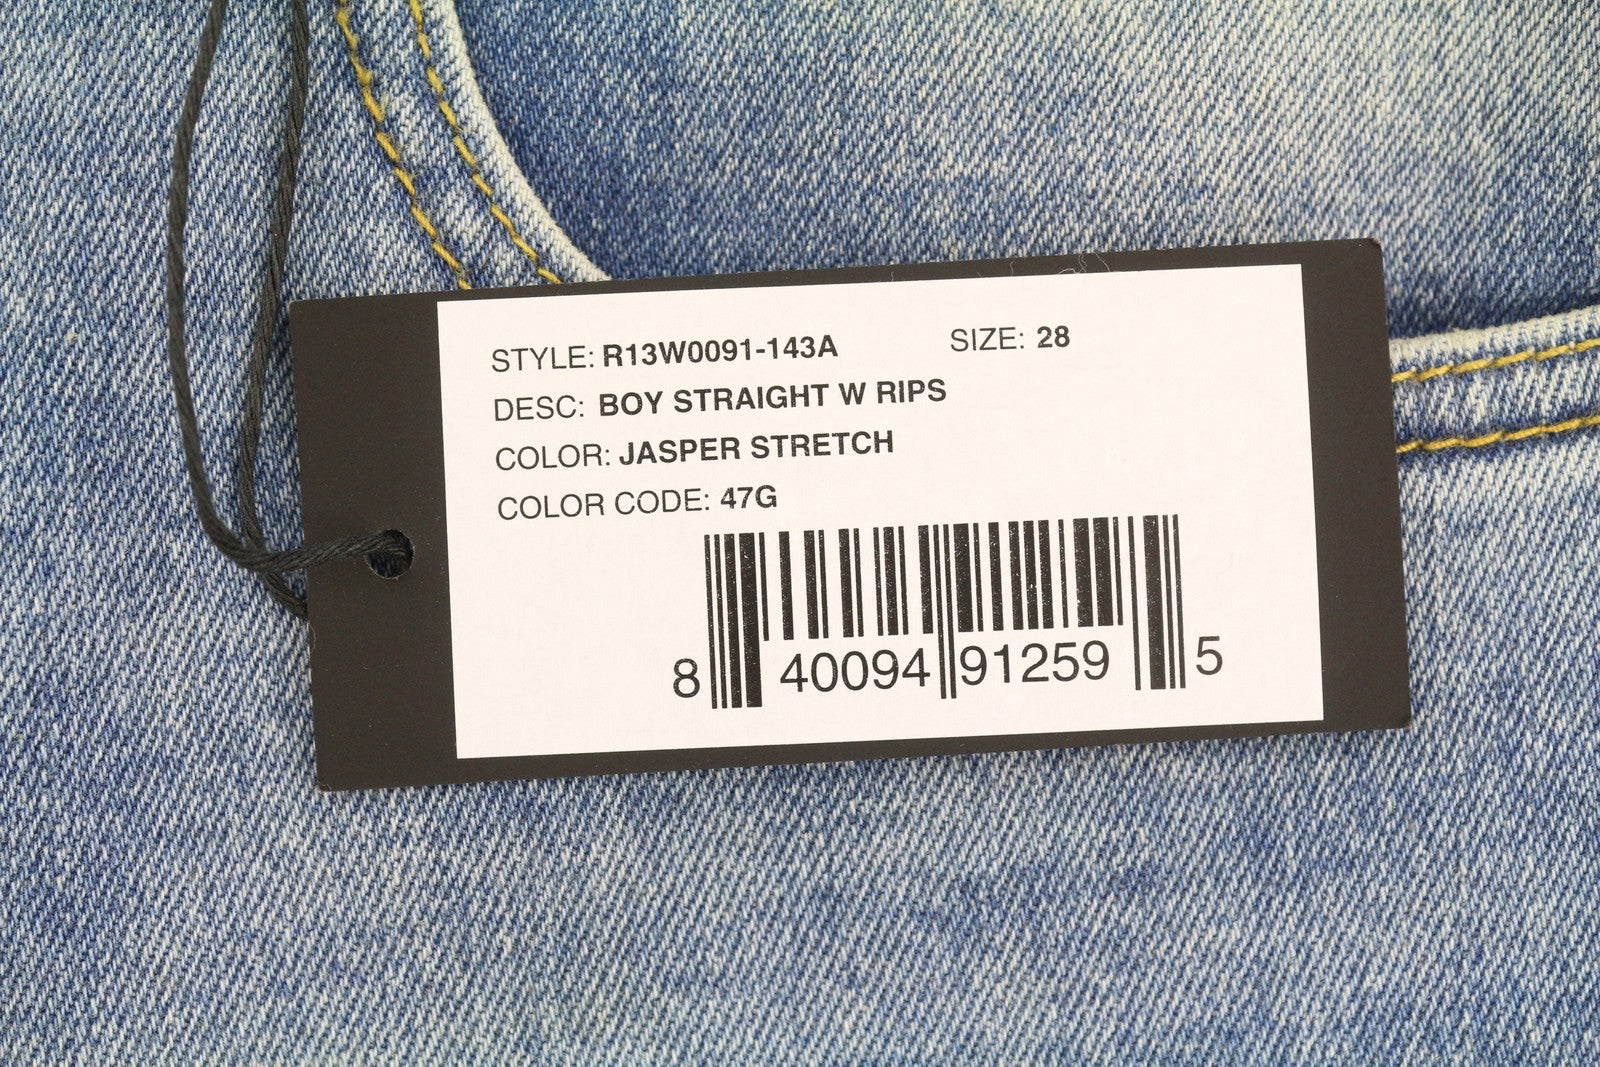 STYLE: R13W0091-143A SIZE: 28
DESC: BOY STRAIGHT W RIPS
COLOR: JASPER STRETCH
COLOR CODE: 47G
8 40094 91259 5